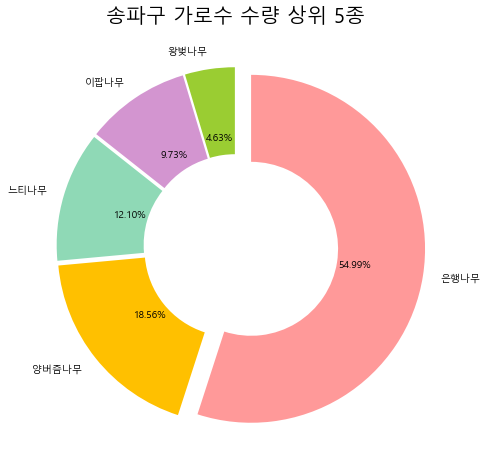 송파구 가로수 수량 상위 5종
왕벚나무
이팝나무
4.63%
9.73%
느티나무
12.10%
54.99%
은행나무
18.56%
양버즘나무